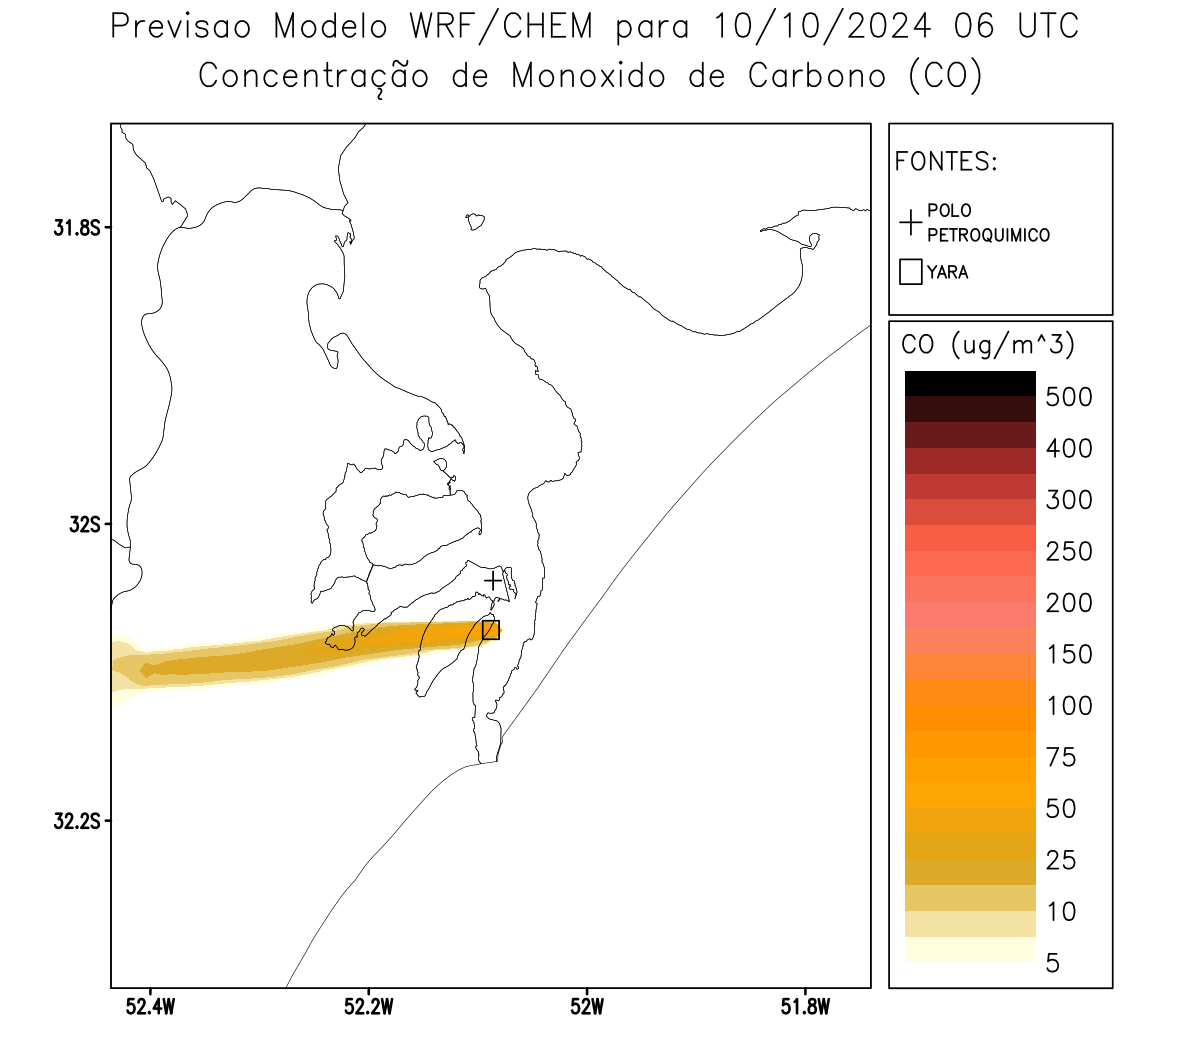 Previsao Modelo WRF/CHEM para 10/10/2024 06 UTC
Concentração de Monoxido de Carbono (CO)
FONTES:
POLO
PETROQUIMICO
YARA
CO (ug/m^3)
500
400
300
250
200
150
100
75
50
25
10
5
31.8S
32S
32.2S
52.4W
52.2W
52W
51.8W